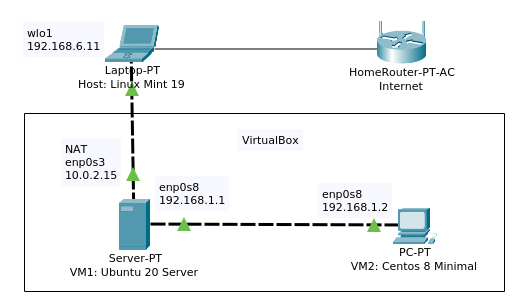 wlo1
192.168.6.11
Laptop-PT
Host: Linux Mint 19
HomeRouter-PT-AC
Internet
VirtualBox
NAT
enp0s3
10.0.2.15
enp0s8
192.168.1.1
enp0s8
192.168.1.2
Server-PT
VM1: Ubuntu 20 Server
PC-PT
VM2: Centos 8 Minimal